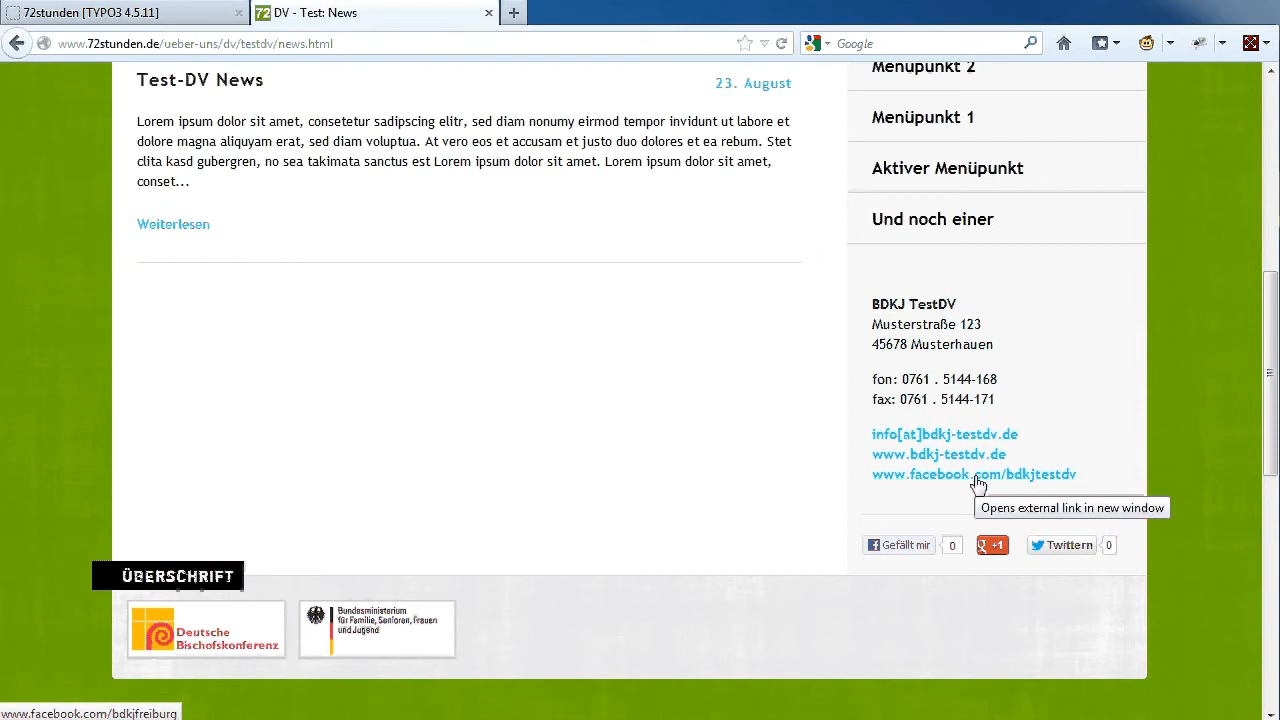 72stunden [TYPO3 4.5.11]
72 DV - Test: News
www.72stunden.de/ueber-uns/dv/testdv/news.html
Google
Test-DV News
23. August
Lorem ipsum dolor sit amet, consetetur sadipscing elitr, sed diam nonumy eirmod tempor invidunt ut labore et
dolore magna aliquyam erat, sed diam voluptua. At vero eos et accusam et justo duo dolores et ea rebum. Stet
clita kasd gubergren, no sea takimata sanctus est Lorem ipsum dolor sit amet. Lorem ipsum dolor sit amet,
conset...
Weiterlesen
Menüpunkt 2
Menüpunkt 1
Aktiver Menüpunkt
Und noch einer
BDKJ TestDV
Musterstraße 123
45678 Musterhauen
fon: 0761 . 5144-168
fax: 0761 . 5144-171
info[at]bdkj-testdv.de
www.bdkj-testdv.de
www.facebook.com/bdkjtestdv
Opens external link in new window
Gefällt mir 0
+1
Twittern 0
ÜBERSCHRIFT
Deutsche
Bischofskonferenz
Bundesministerium
für Familie, Senioren, Frauen
und Jugend
www.facebook.com/bdkjfreiburg